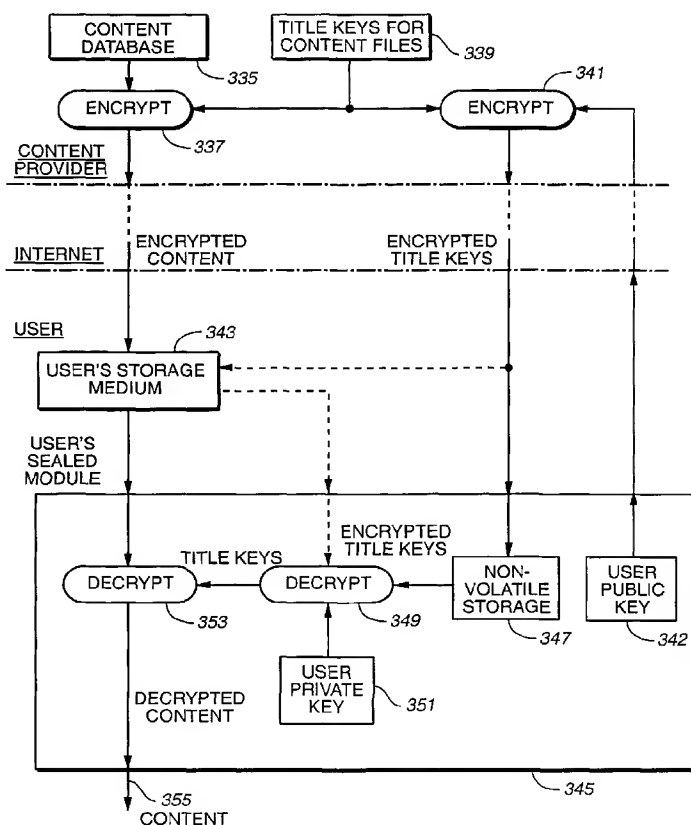 CONTENT
DATABASE
335
TITLE KEYS FOR
CONTENT FILES
339
341
ENCRYPT
337
ENCRYPT
CONTENT
PROVIDER
INTERNET
ENCRYPTED
CONTENT
ENCRYPTED
TITLE KEYS
USER
343
USER'S STORAGE
MEDIUM
USER'S
SEALED
MODULE
ENCRYPTED
TITLE KEYS
TITLE KEYS
DECRYPT
353
DECRYPT
349
NON-
VOLATILE
STORAGE
347
USER
PUBLIC
KEY
342
USER
PRIVATE
KEY
351
DECRYPTED
CONTENT
355
CONTENT
345